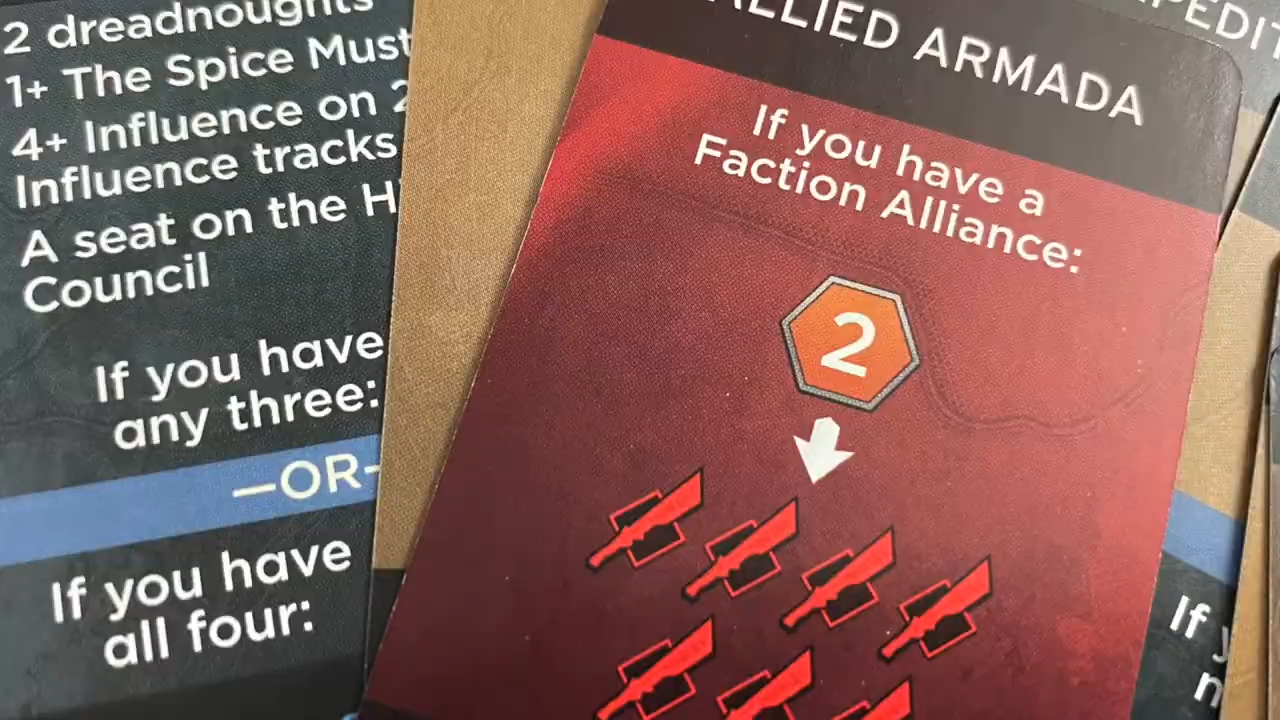 2 dreadnoughts
1+ The Spice Must
4+ Influence on 2
Influence tracks
A seat on the H
Council
If you have
any three:
—OR-
If you have
all four:
ALLIED ARMADA
If you have a
Faction Alliance:
2
If